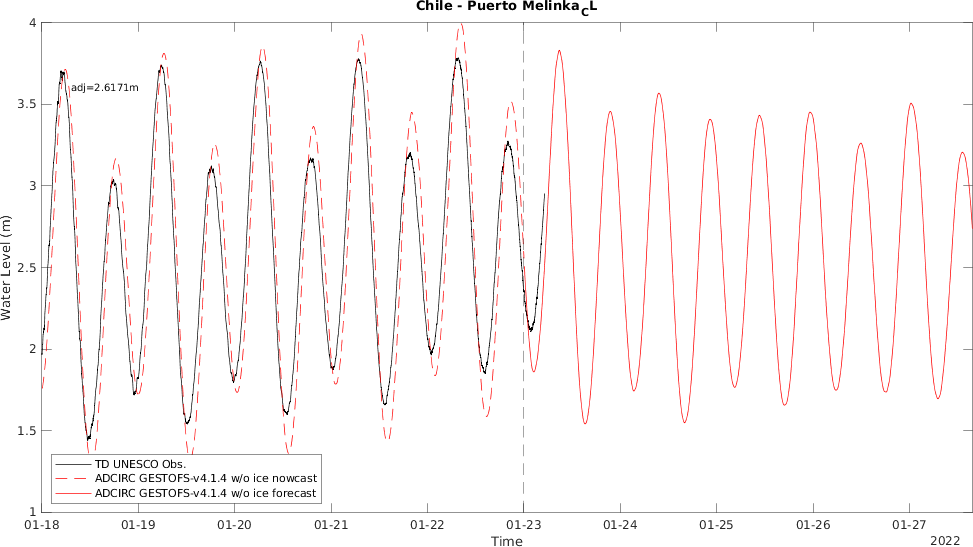 Chile - Puerto Melinka_CL
4
3.5
3
2.5
2
1.5
1
Water Level (m)
adj=2.6171m
TD UNESCO Obs.
ADCIRC GESTOFS-v4.1.4 w/o ice nowcast
ADCIRC GESTOFS-v4.1.4 w/o ice forecast
01-18 01-19 01-20 01-21 01-22 01-23 01-24 01-25 01-26 01-27
Time
2022